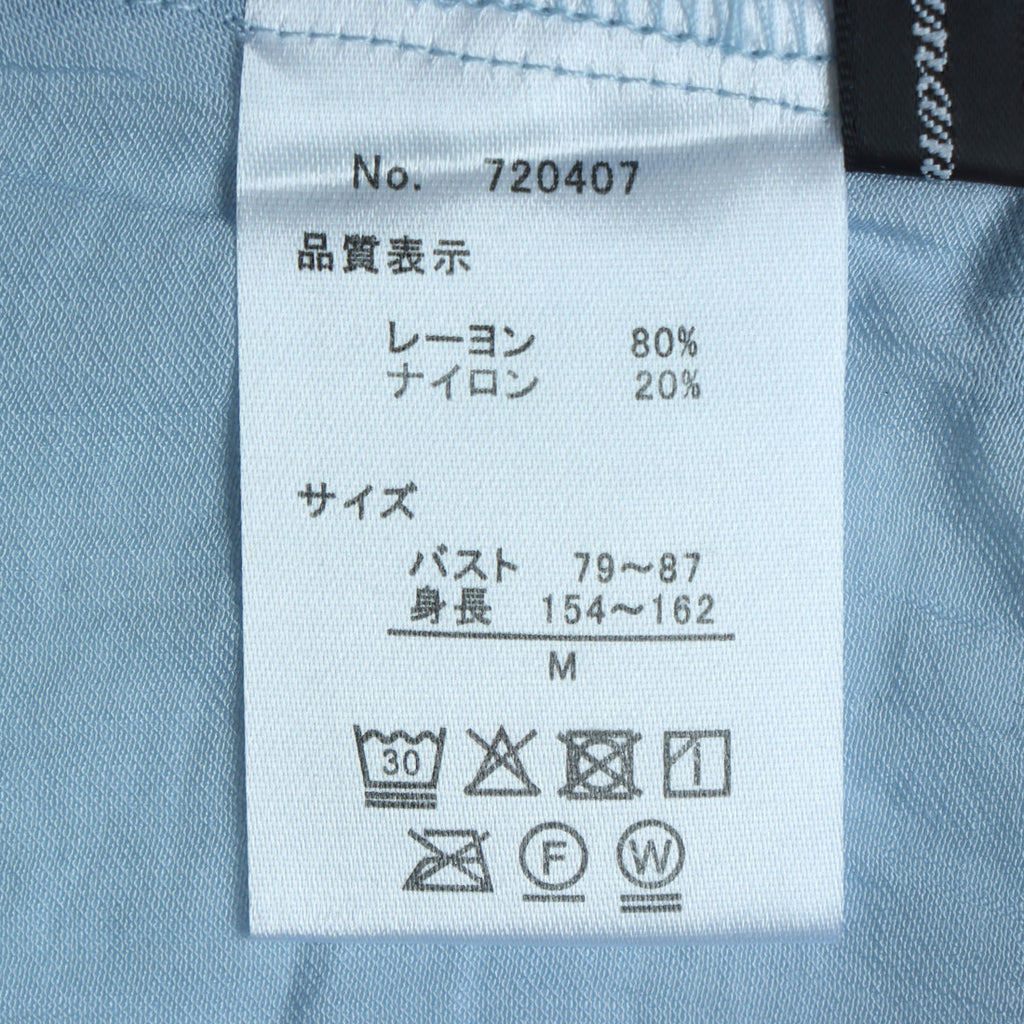 No. 720407
品質表示
レーヨン 80%
ナイロン 20%
サイズ
バスト 79～87
身長 154～162
M
30
F W